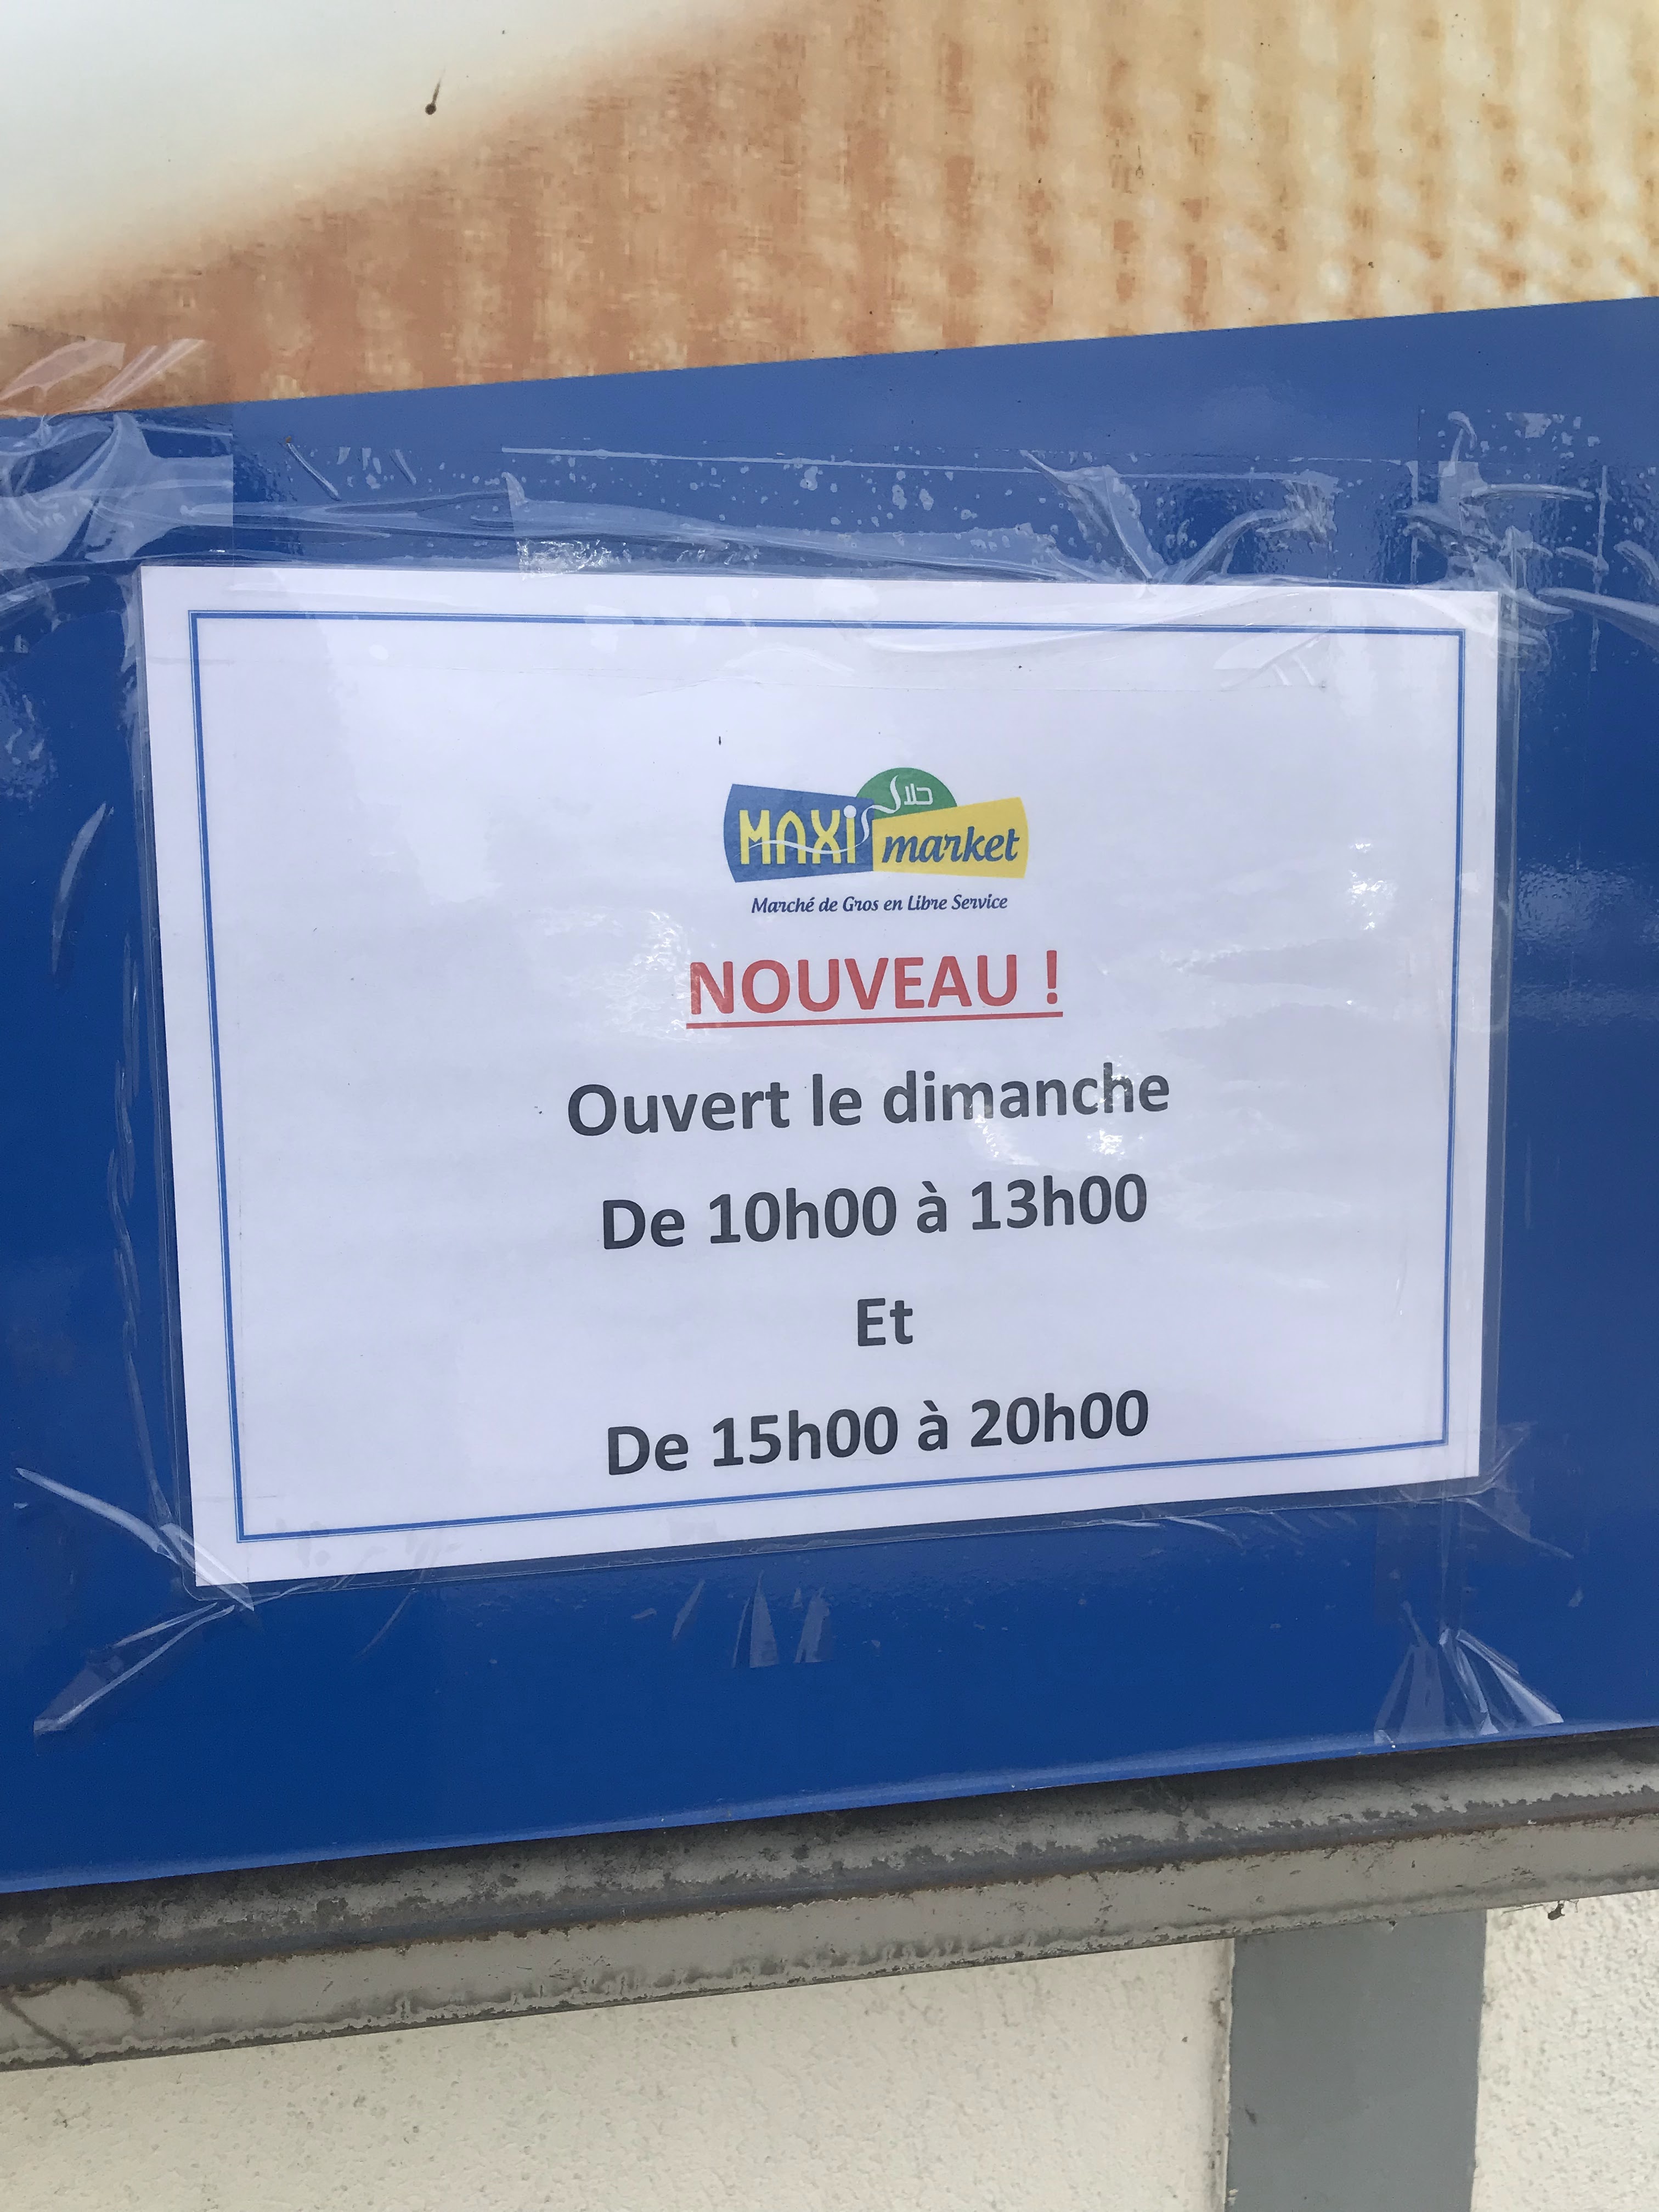 حلال
MAXi market
Marché de Gros en Libre Service
NOUVEAU !
Ouvert le dimanche
De 10h00 à 13h00
Et
De 15h00 à 20h00